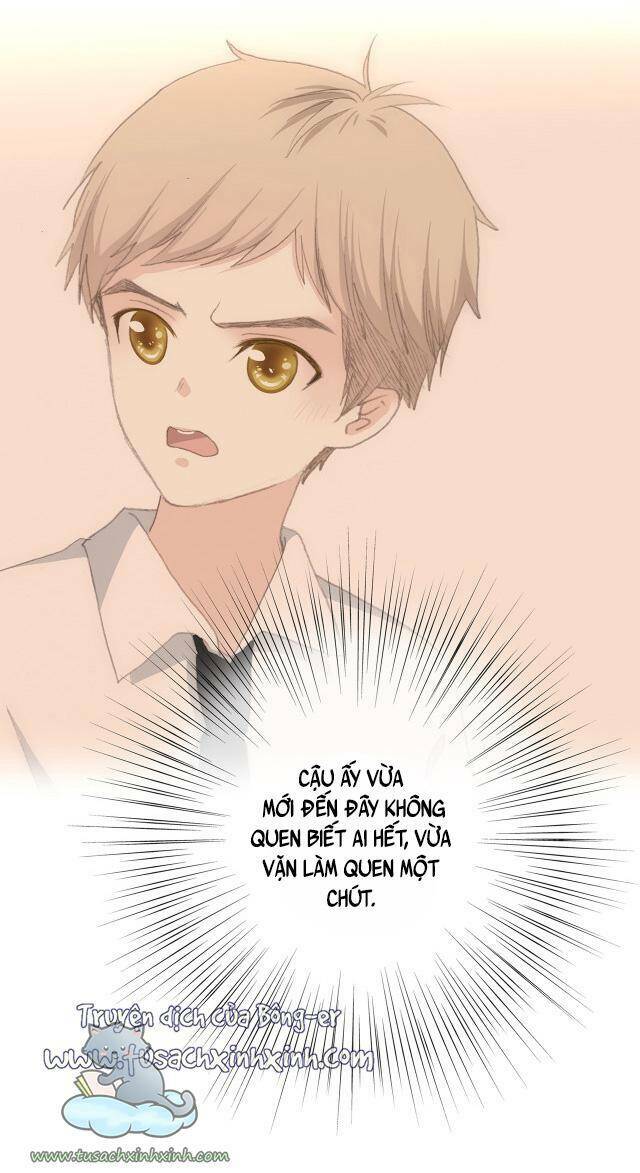 CẬU ẤY VỪA
MỚI ĐẾN ĐÂY KHÔNG
QUEN BIẾT AI HẾT, VỪA
VẶN LÀM QUEN MỘT
CHÚT.
Truyện dịch của Bông-er
www.tusachxinhxinh.com
www.tusachxinhxinh.com